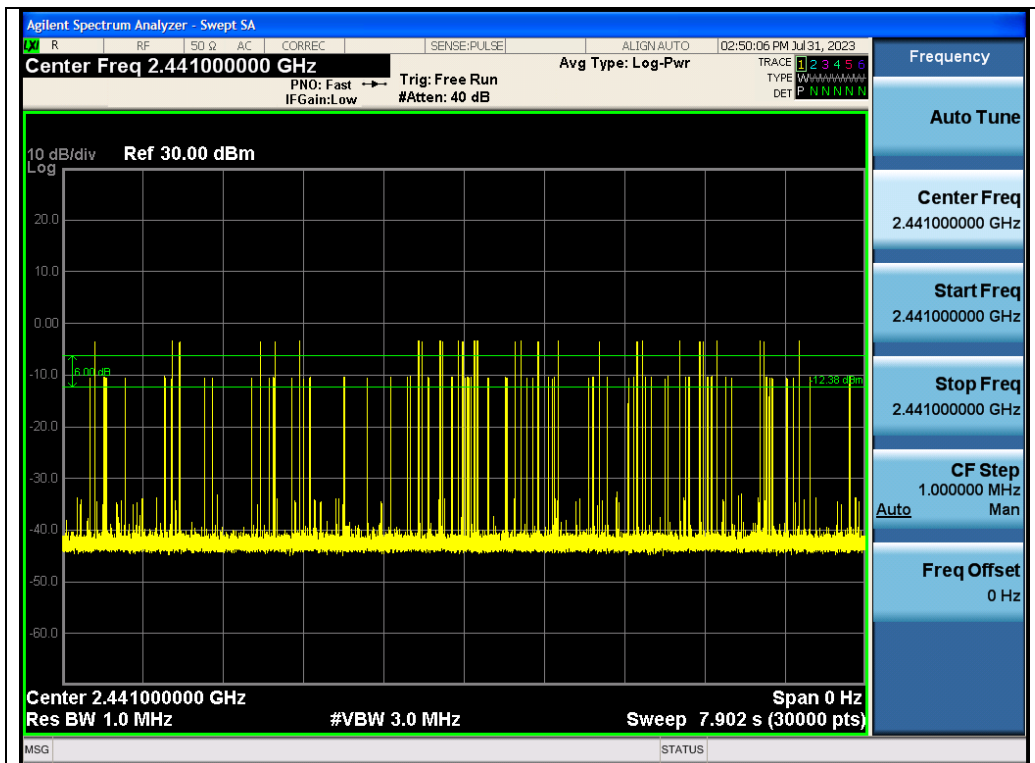 Agilent Spectrum Analyzer - Swept SA
LXI R RF 50 Ω AC CORREC SENSE:PULSE ALIGN AUTO 02:50:06 PM Jul 31, 2023
Center Freq 2.441000000 GHz
PNO: Fast
IFGain:Low
Trig: Free Run
#Atten: 40 dB
Avg Type: Log-Pwr
TRACE 1 2 3 4 5 6
TYPE
DET P N N N N N
10 dB/div Ref 30.00 dBm
Log
20.0
10.0
0.00
-10.0
-20.0
-30.0
-40.0
-50.0
-60.0
6.00 dB
-12.38 dBm
Center 2.441000000 GHz Span 0 Hz
Res BW 1.0 MHz #VBW 3.0 MHz Sweep 7.902 s (30000 pts)
MSG STATUS
Frequency
Auto Tune
Center Freq
2.441000000 GHz
Start Freq
2.441000000 GHz
Stop Freq
2.441000000 GHz
CF Step
1.000000 MHz
Auto Man
Freq Offset
0 Hz